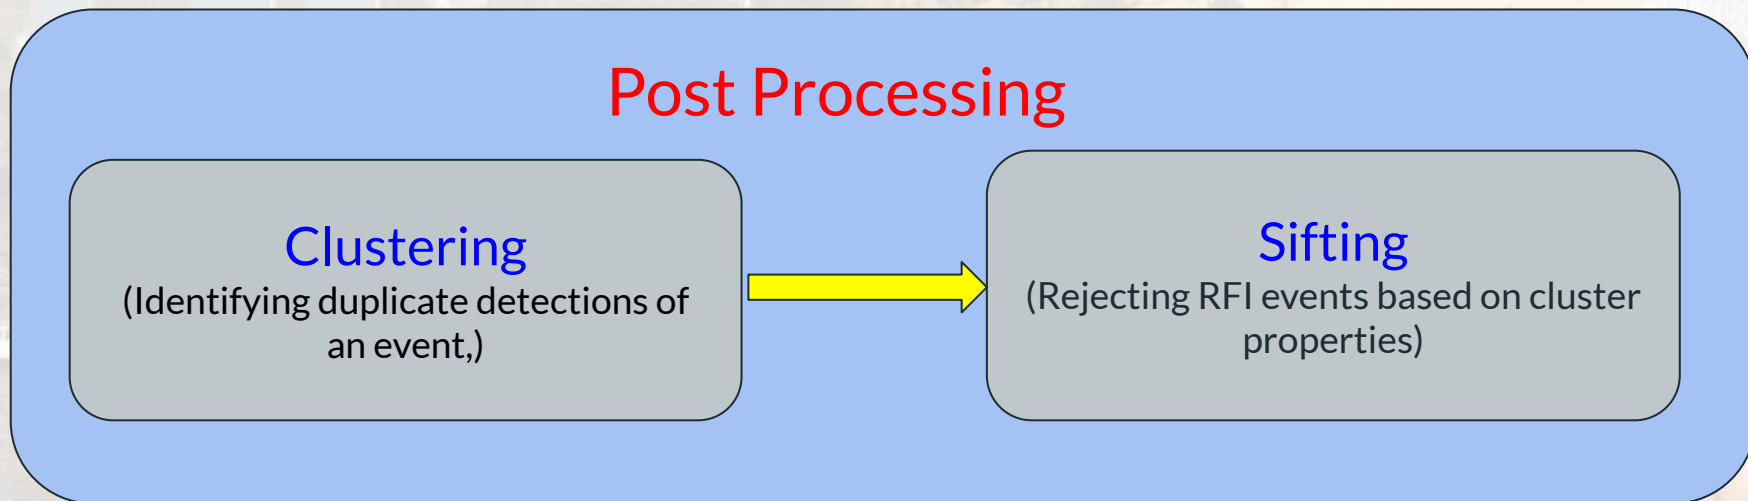 Post Processing
Clustering
(Identifying duplicate detections of
an event,)
Sifting
(Rejecting RFI events based on cluster
properties)